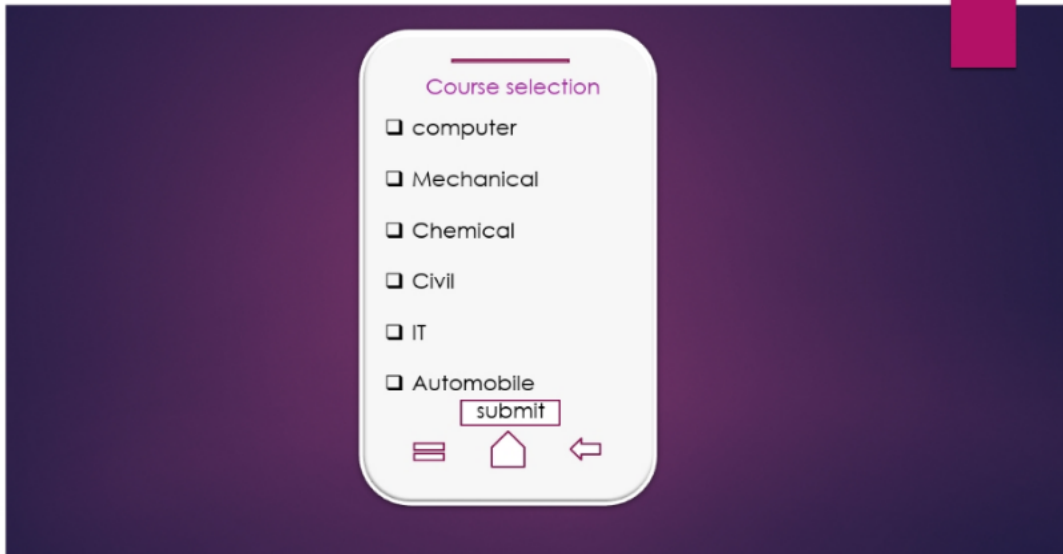 Course selection
computer
Mechanical
Chemical
Civil
IT
Automobile
submit